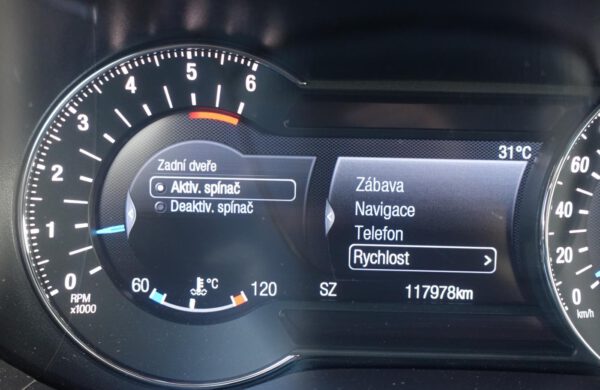 5
6
4
3
2
1
0
RPM
x1000
Zadní dveře
Aktiv. spínač
Deaktiv. spínač
60 °C 120
31°C
Zábava
Navigace
Telefon
Rychlost >
SZ 117978km
60
40
20
0
km/h